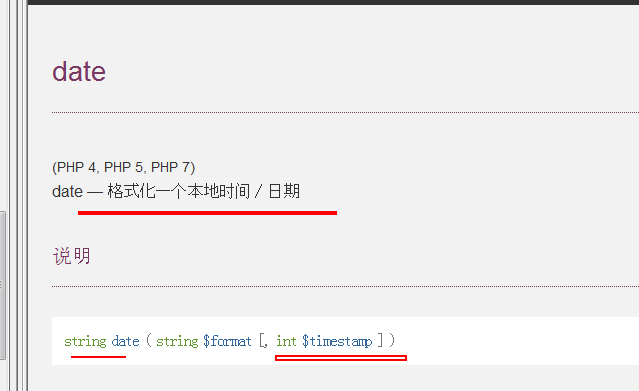 date
(PHP 4, PHP 5, PHP 7)
date — 格式化一个本地时间／日期
说明
string date ( string $format [, int $timestamp ] )